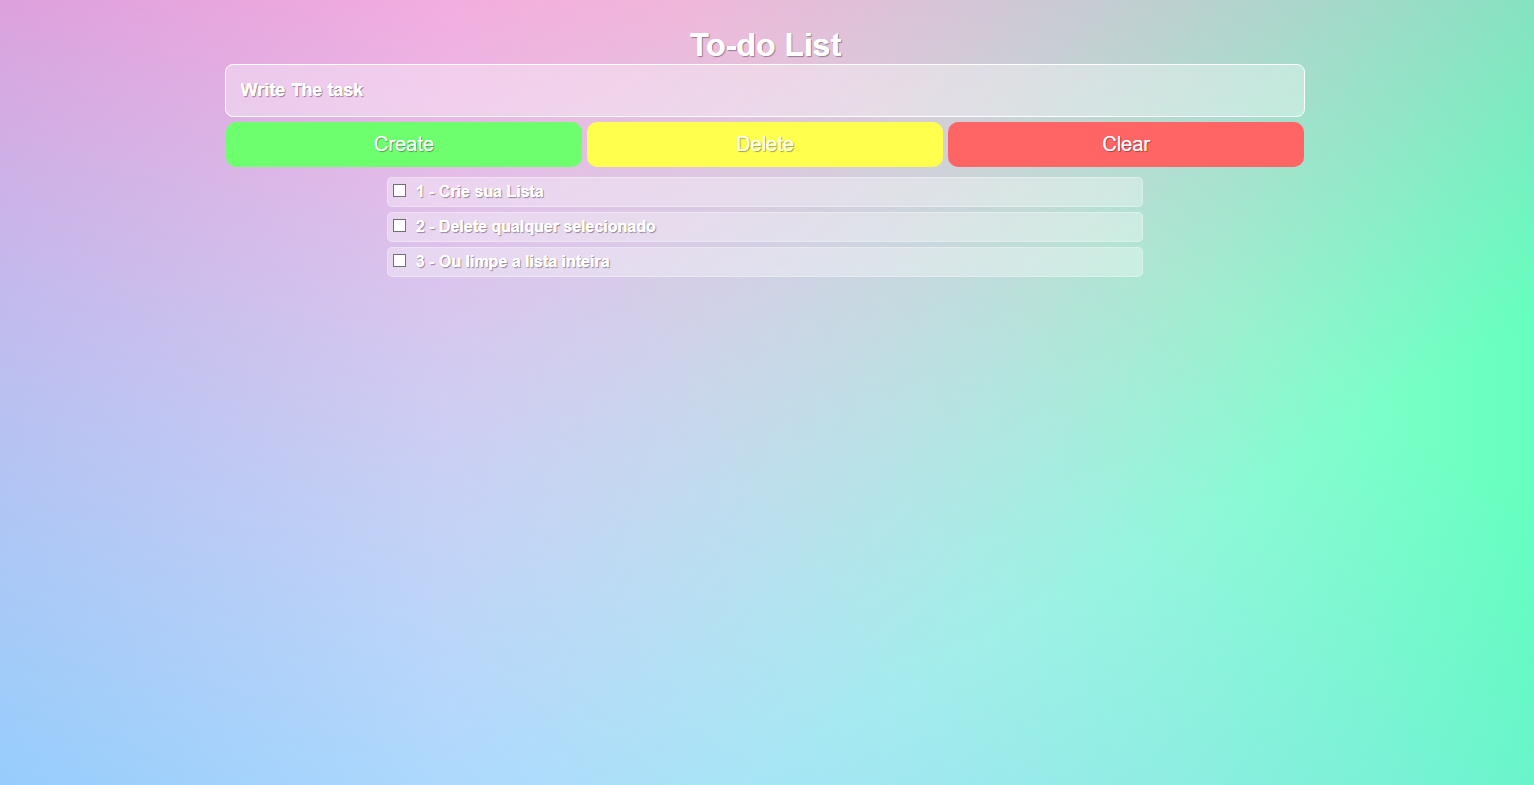 To-do List
Write The task
Create
Delete
Clear
1 - Crie sua Lista
2 - Delete qualquer selecionado
3 - Ou limpe a lista inteira